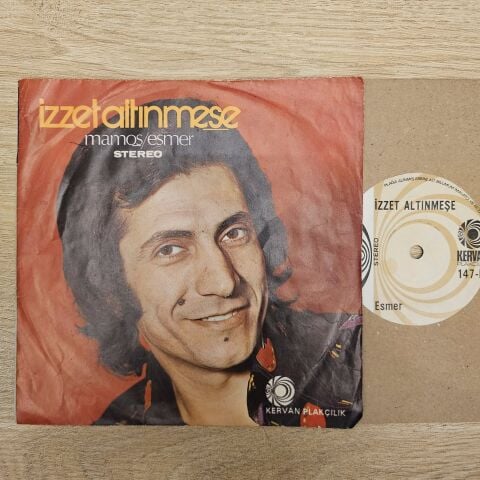 izzet altınmeşe
mamoş/esmer
STEREO
KERVAN PLAKÇILIK
İZZET ALTINMEŞE
STEREO
KERVAN
147-
Esmer